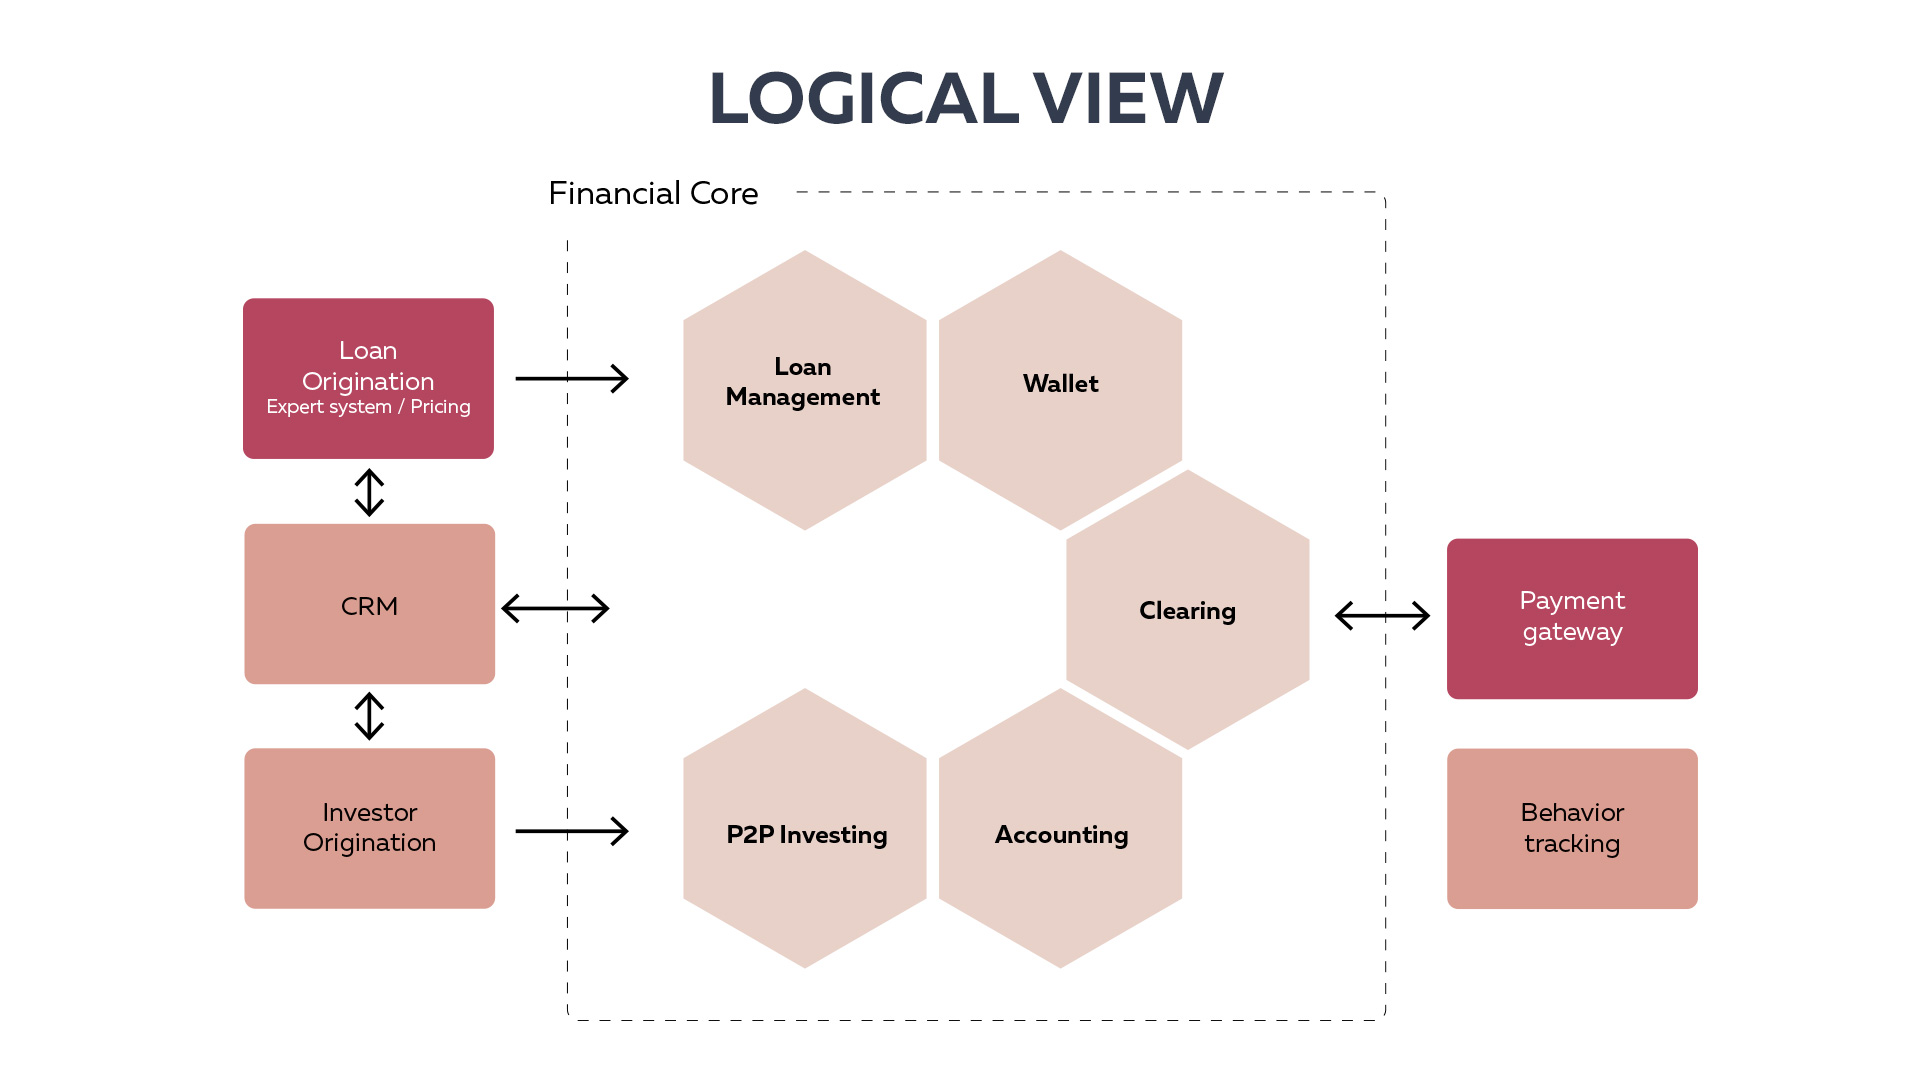 LOGICAL VIEW
Financial Core
Loan
Origination
Expert system / Pricing
CRM
Investor
Origination
Loan
Management
Wallet
Clearing
P2P Investing
Accounting
Payment
gateway
Behavior
tracking